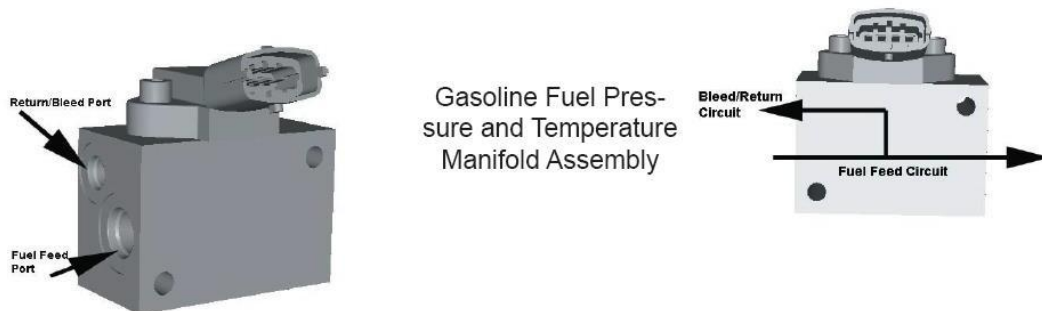 Return/Bleed Port
Fuel Feed
Port
Gasoline Fuel Pres-
sure and Temperature
Manifold Assembly
Bleed/Return
Circuit
Fuel Feed Circuit